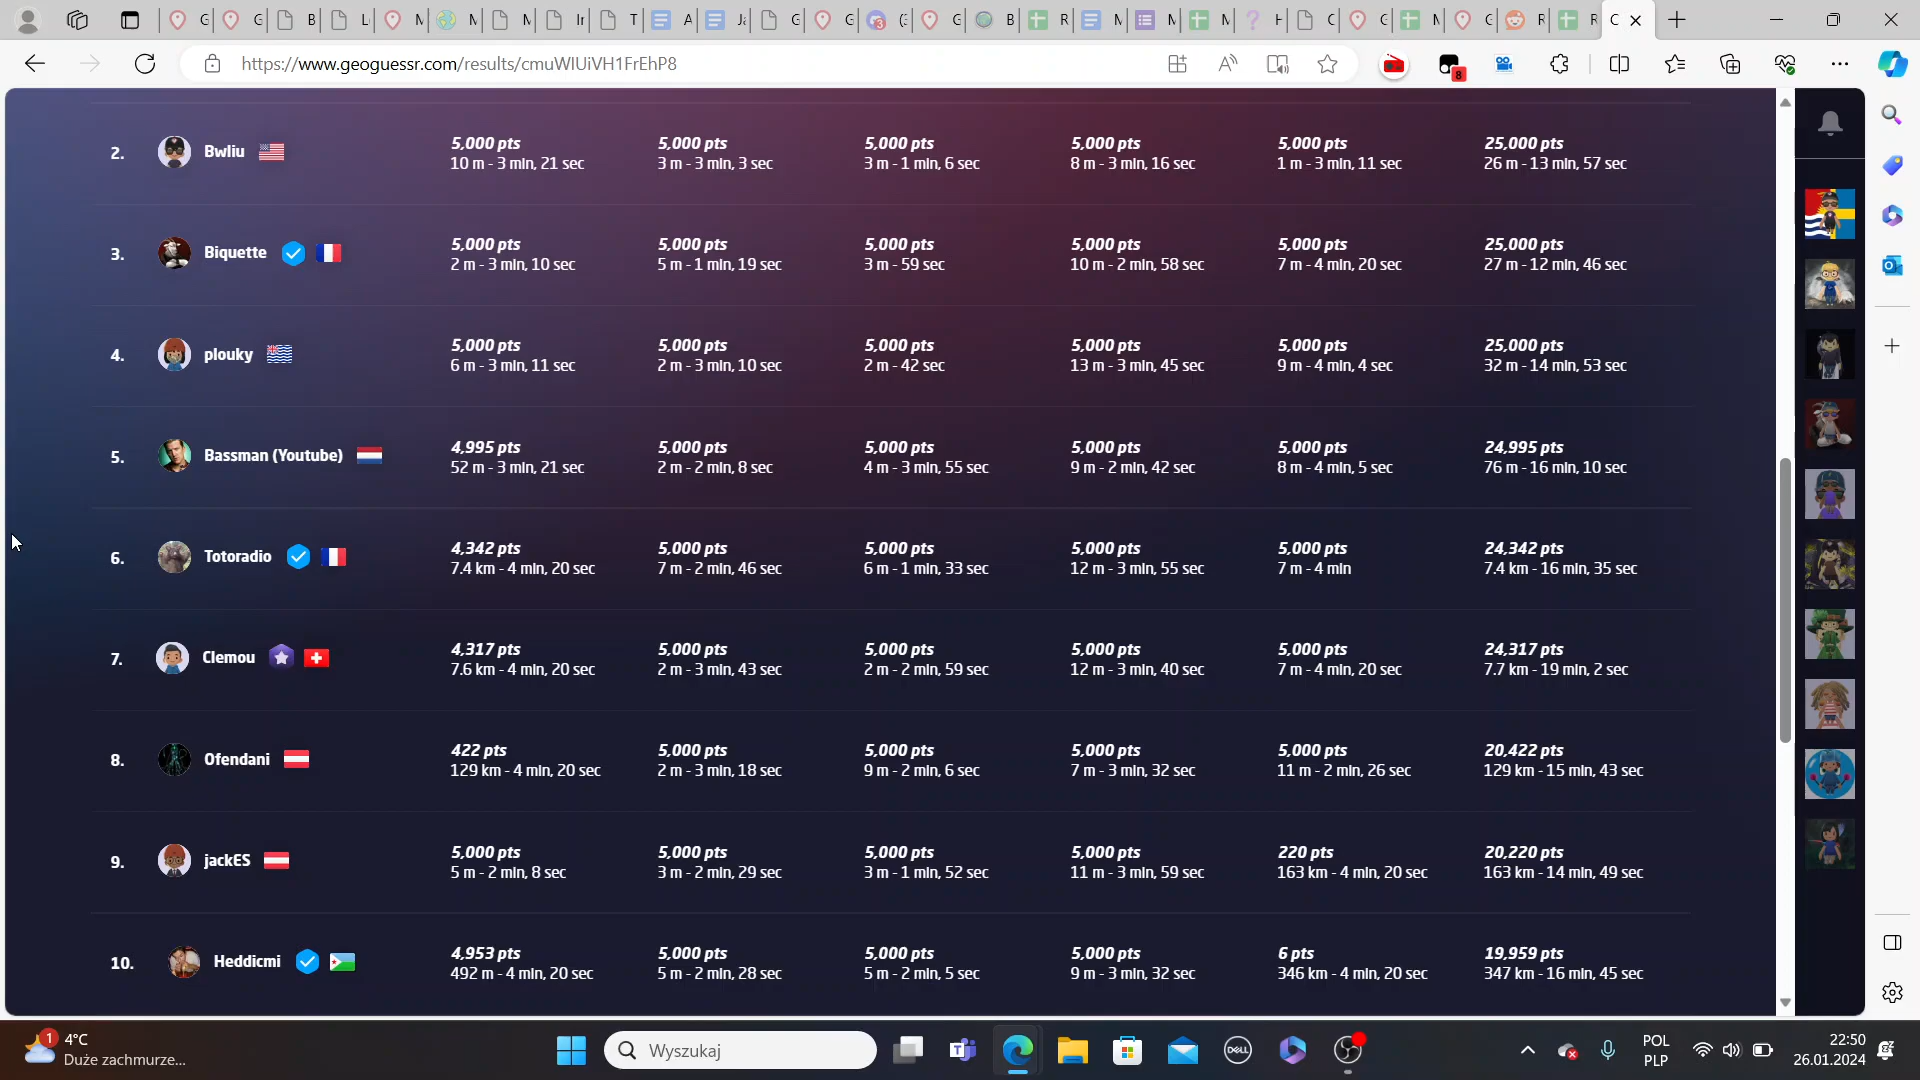 https://www.geoguessr.com/results/cmuWIUiVH1FrEhP8
8
2. Bwliu 5,000 pts 5,000 pts 5,000 pts 5,000 pts 5,000 pts 25,000 pts
10 m - 3 min, 21 sec 3 m - 3 min, 3 sec 3 m - 1 min, 6 sec 8 m - 3 min, 16 sec 1 m - 3 min, 11 sec 26 m - 13 min, 57 sec
3. Biquette 5,000 pts 5,000 pts 5,000 pts 5,000 pts 5,000 pts 25,000 pts
2 m - 3 min, 10 sec 5 m - 1 min, 19 sec 3 m - 59 sec 10 m - 2 min, 58 sec 7 m - 4 min, 20 sec 27 m - 12 min, 46 sec
4. plouky 5,000 pts 5,000 pts 5,000 pts 5,000 pts 5,000 pts 25,000 pts
6 m - 3 min, 11 sec 2 m - 3 min, 10 sec 2 m - 42 sec 13 m - 3 min, 45 sec 9 m - 4 min, 4 sec 32 m - 14 min, 53 sec
5. Bassman (Youtube) 4,995 pts 5,000 pts 5,000 pts 5,000 pts 5,000 pts 24,995 pts
52 m - 3 min, 21 sec 2 m - 2 min, 8 sec 4 m - 3 min, 55 sec 9 m - 2 min, 42 sec 8 m - 4 min, 5 sec 76 m - 16 min, 10 sec
6. Totoradio 4,342 pts 5,000 pts 5,000 pts 5,000 pts 5,000 pts 24,342 pts
7.4 km - 4 min, 20 sec 7 m - 2 min, 46 sec 6 m - 1 min, 33 sec 12 m - 3 min, 55 sec 7 m - 4 min 7.4 km - 16 min, 35 sec
7. Clemou 4,317 pts 5,000 pts 5,000 pts 5,000 pts 5,000 pts 24,317 pts
7.6 km - 4 min, 20 sec 2 m - 3 min, 43 sec 2 m - 2 min, 59 sec 12 m - 3 min, 40 sec 7 m - 4 min, 20 sec 7.7 km - 19 min, 2 sec
8. Ofendani 422 pts 5,000 pts 5,000 pts 5,000 pts 5,000 pts 20,422 pts
129 km - 4 min, 20 sec 2 m - 3 min, 18 sec 9 m - 2 min, 6 sec 7 m - 3 min, 32 sec 11 m - 2 min, 26 sec 129 km - 15 min, 43 sec
9. jackES 5,000 pts 5,000 pts 5,000 pts 5,000 pts 220 pts 20,220 pts
5 m - 2 min, 8 sec 3 m - 2 min, 29 sec 3 m - 1 min, 52 sec 11 m - 3 min, 59 sec 163 km - 4 min, 20 sec 163 km - 14 min, 49 sec
10. Heddicmi 4,953 pts 5,000 pts 5,000 pts 5,000 pts 6 pts 19,959 pts
492 m - 4 min, 20 sec 5 m - 2 min, 28 sec 5 m - 2 min, 5 sec 9 m - 3 min, 32 sec 346 km - 4 min, 20 sec 347 km - 16 min, 45 sec
1 4°C
Duże zachmurze...
Wyszukaj
DELL
POL
PLP
22:50
26.01.2024